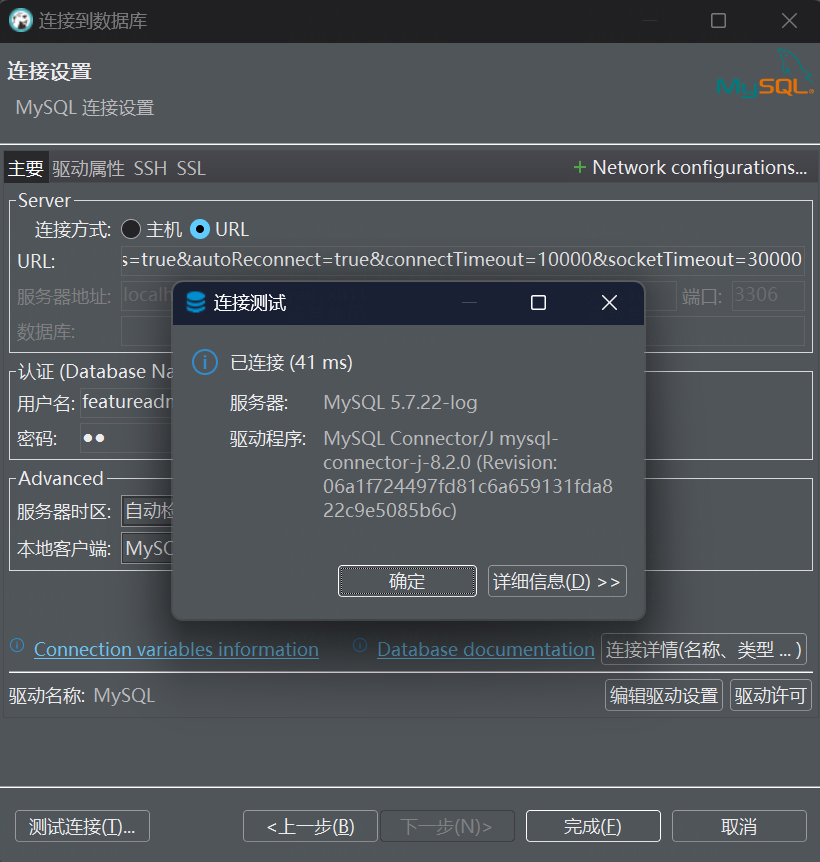 连接到数据库
连接设置
MySQL 连接设置
MySQL
主要 驱动属性 SSH SSL + Network configurations...
Server
连接方式: 主机 URL
URL: s=true&autoReconnect=true&connectTimeout=10000&socketTimeout=30000
服务器地址: localh 端口: 3306
数据库:
认证 (Database Na
用户名: featureadm
密码: ●●
Advanced
服务器时区: 自动检
本地客户端: MySQ
连接测试
已连接 (41 ms)
服务器: MySQL 5.7.22-log
驱动程序: MySQL Connector/J mysql-
connector-j-8.2.0 (Revision:
06a1f724497fd81c6a659131fda8
22c9e5085b6c)
确定 详细信息(D) >>
Connection variables information Database documentation 连接详情(名称、类型 ... )
驱动名称: MySQL 编辑驱动设置 驱动许可
测试连接(T)... <上一步(B) 下一步(N)> 完成(F) 取消